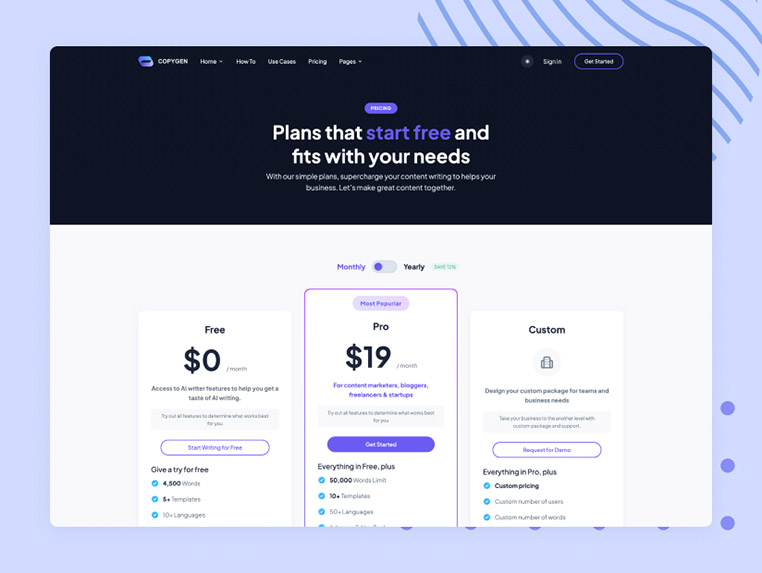 COPYGEN Home How To Use Cases Pricing Pages Sign in Get Started
PRICING
Plans that start free and
fits with your needs
With our simple plans, supercharge your content writing to helps your
business. Let's make great content together.
Monthly Yearly SAVE 12%
Free
$0 / month
Access to AI writer features to help you get a
taste of AI writing.
Try out all features to determine what works best
for you
Start Writing for Free
Give a try for free
4,500 Words
5+ Templates
10+ Languages
Most Popurlar
Pro
$19 / month
For content marketers, bloggers,
freelancers & startups
Try out all features to determine what works best
for you
Get Started
Everything in Free, plus
50,000 Words Limit
10+ Templates
50+ Languages
Custom
Design your custom package for teams and
business needs
Take your business to the another level with
custom package and support.
Request for Demo
Everything in Pro, plus
Custom pricing
Custom number of users
Custom number of words